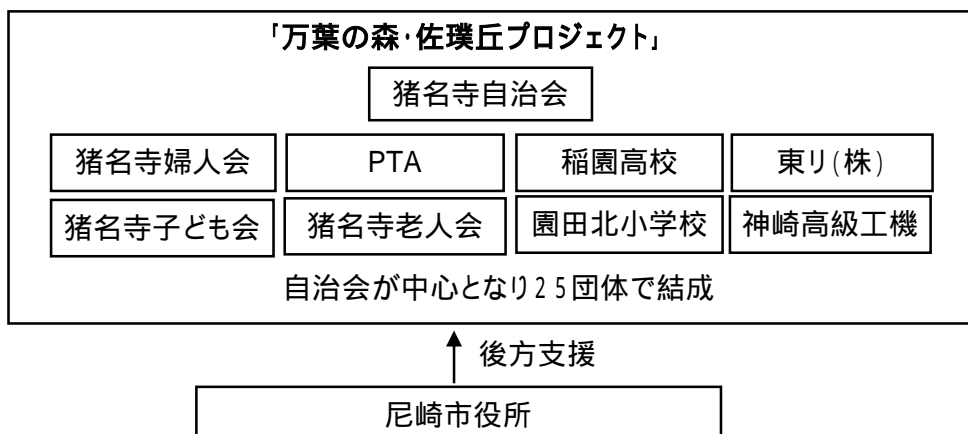 「万葉の森・佐璞丘プロジェクト」
猪名寺自治会
猪名寺婦人会 PTA 稲園高校 東リ(株)
猪名寺子ども会 猪名寺老人会 園田北小学校 神崎高級工機
自治会が中心となり25団体で結成
後方支援
尼崎市役所